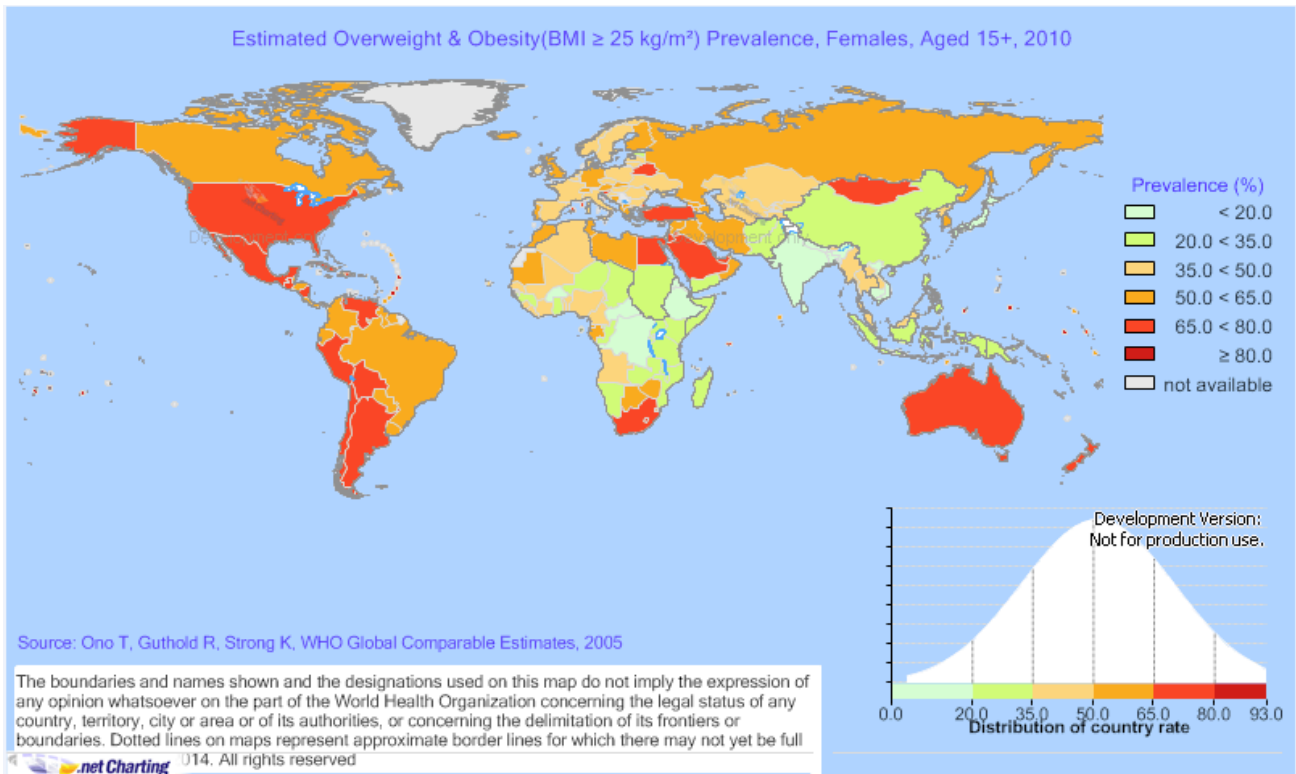 Estimated Overweight & Obesity(BMI ≥ 25 kg/m²) Prevalence, Females, Aged 15+, 2010
Prevalence (%)
< 20.0
20.0 < 35.0
35.0 < 50.0
50.0 < 65.0
65.0 < 80.0
≥ 80.0
not available
Development only
Development only
.net Charting
Development Version:
Not for production use.
0.0 20.0 35.0 50.0 65.0 80.0 93.0
Distribution of country rate
Source: Ono T, Guthold R, Strong K, WHO Global Comparable Estimates, 2005
The boundaries and names shown and the designations used on this map do not imply the expression of
any opinion whatsoever on the part of the World Health Organization concerning the legal status of any
country, territory, city or area or of its authorities, or concerning the delimitation of its frontiers or
boundaries. Dotted lines on maps represent approximate border lines for which there may not yet be full
.net Charting 014. All rights reserved